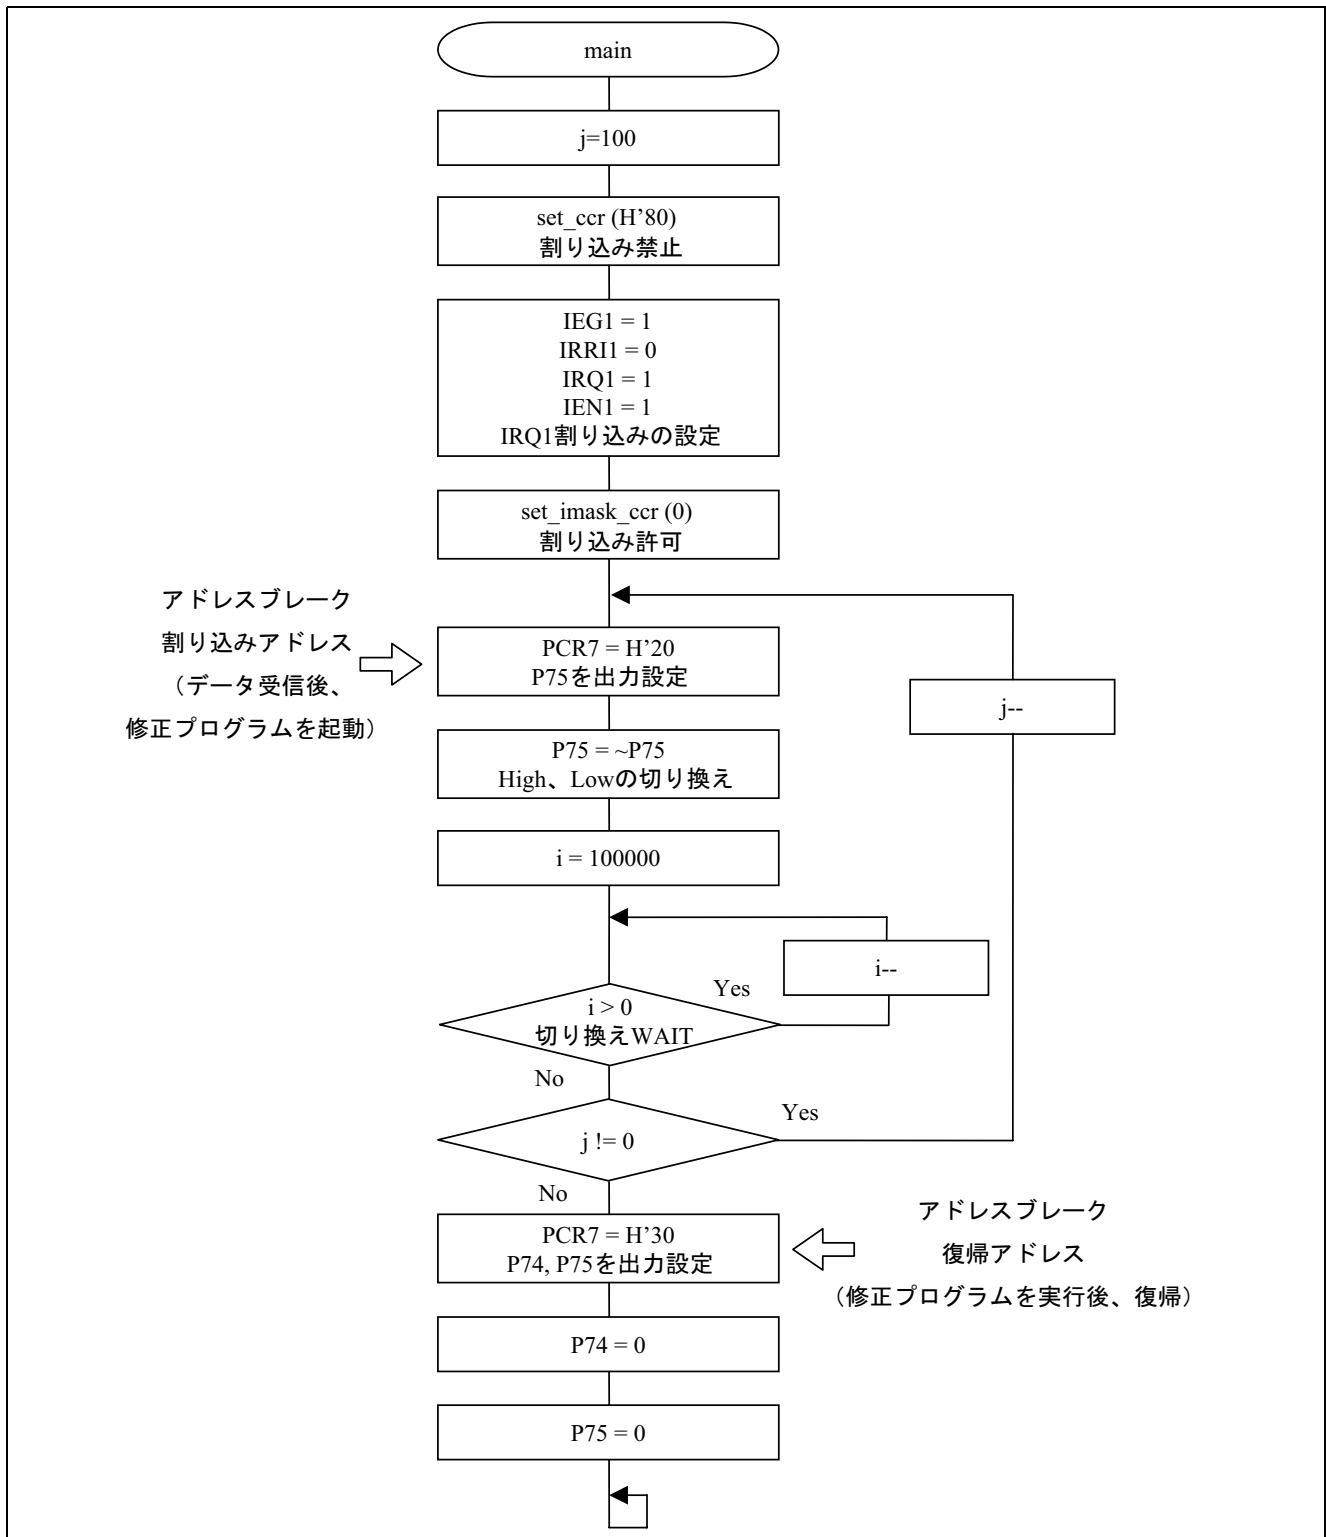 main
j=100
set_ccr (H’80)
割り込み禁止
IEG1 = 1
IRRI1 = 0
IRQ1 = 1
IEN1 = 1
IRQ1割り込みの設定
set_imask_ccr (0)
割り込み許可
アドレスブレーク
割り込みアドレス
（データ受信後、
修正プログラムを起動）
PCR7 = H’20
P75を出力設定
j--
P75 = ~P75
High、Lowの切り換え
i = 100000
i--
Yes
i > 0
切り換えWAIT
No
Yes
j != 0
No
PCR7 = H’30
P74, P75を出力設定
アドレスブレーク
復帰アドレス
（修正プログラムを実行後、復帰）
P74 = 0
P75 = 0